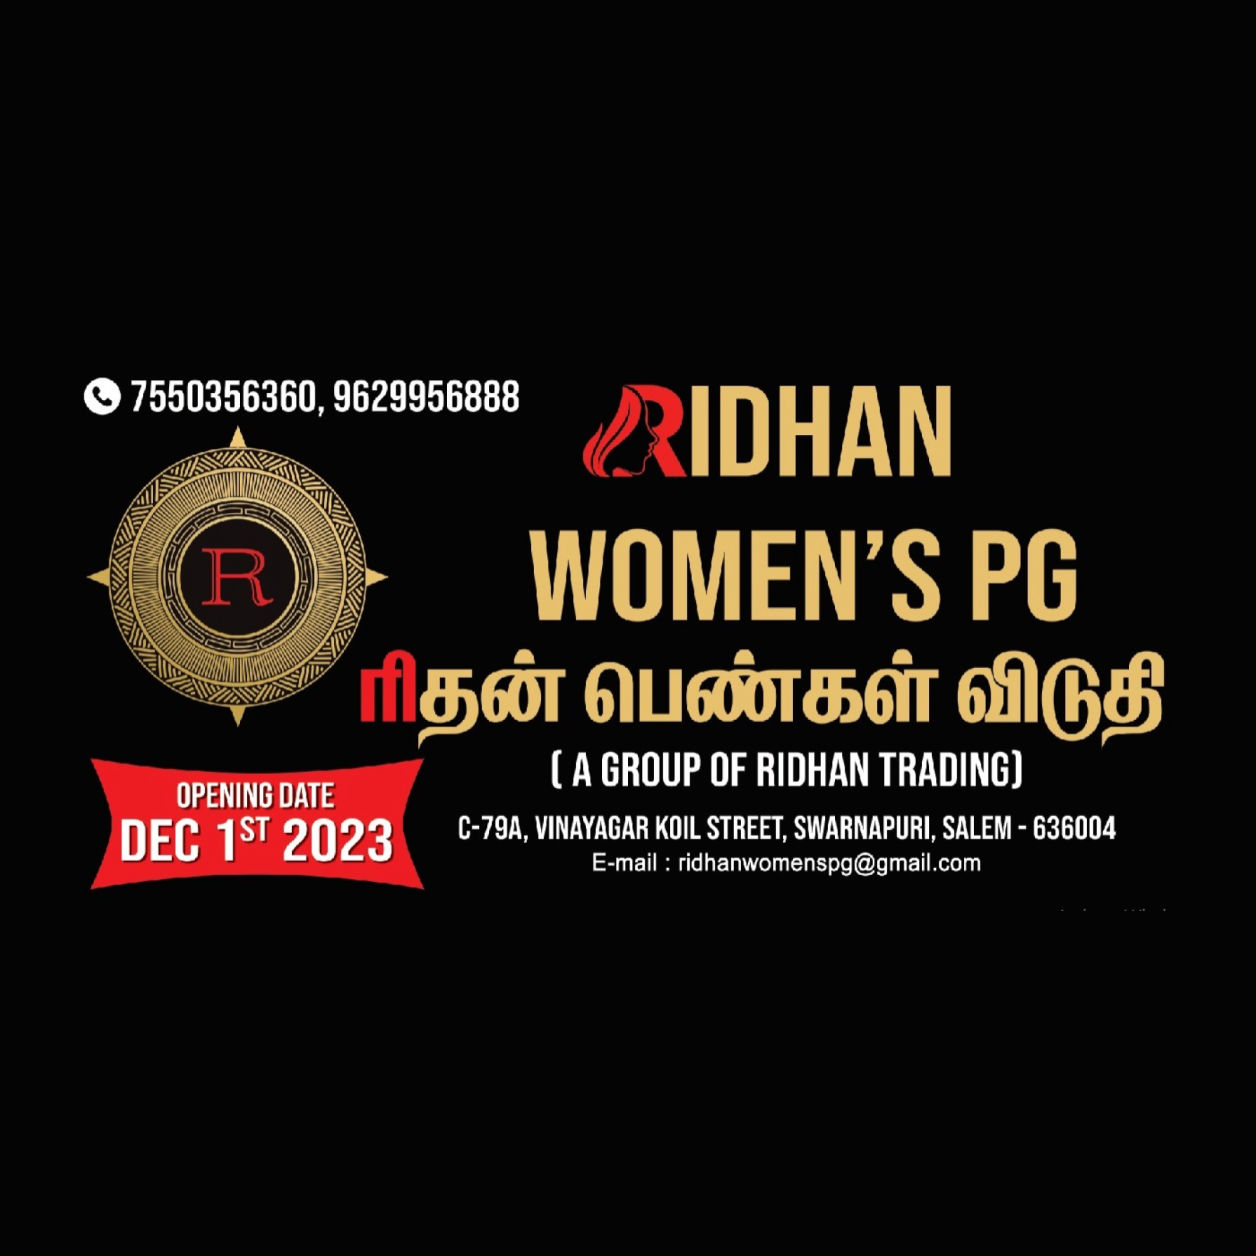 7550356360, 9629956888
RIDHAN
WOMEN'S PG
R
ரிதன் பெண்கள் விடுதி
( A GROUP OF RIDHAN TRADING)
OPENING DATE
DEC 1ST 2023
C-79A, VINAYAGAR KOIL STREET, SWARNAPURI, SALEM - 636004
E-mail : ridhanwomenspg@gmail.com